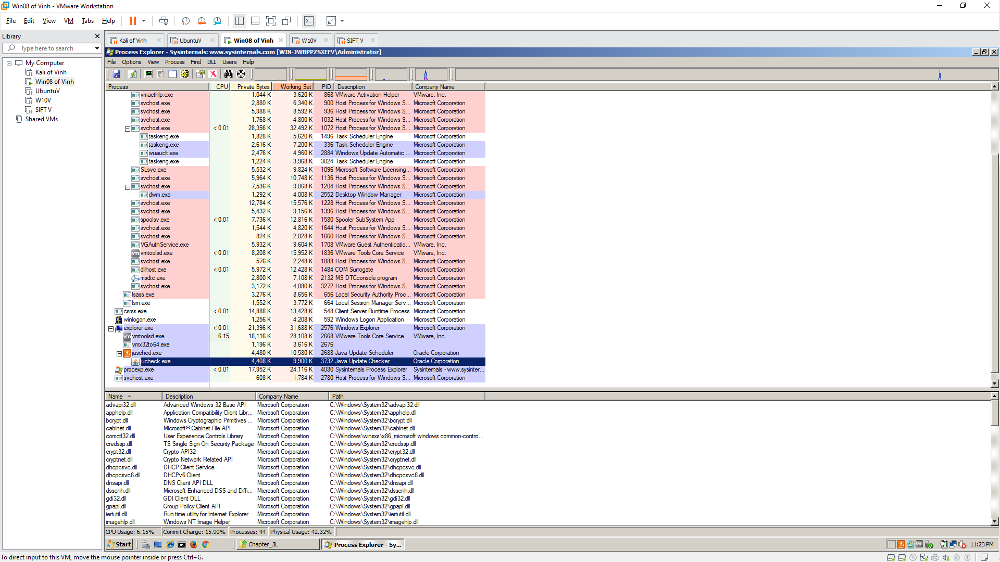 Win08 of Vinh - VMware Workstation
File Edit View VM Tabs Help
Library
Type here to search
My Computer
Kali of Vinh
Win08 of Vinh
UbuntuV
W10V
SIFT V
Shared VMs
Kali of Vinh UbuntuV Win08 of Vinh W10V SIFT V
Process Explorer - Sysinternals: www.sysinternals.com [WIN-JWBPPZSXEFV\Administrator]
File Options View Process Find DLL Users Help
Process CPU Private Bytes Working Set PID Description Company Name
vmacthlp.exe 1,044 K 3,620 K 868 VMware Activation Helper VMware, Inc.
svchost.exe 2,880 K 6,340 K 900 Host Process for Windows S... Microsoft Corporation
svchost.exe 5,988 K 8,592 K 936 Host Process for Windows S... Microsoft Corporation
svchost.exe 1,768 K 4,800 K 1032 Host Process for Windows S... Microsoft Corporation
svchost.exe < 0.01 28,356 K 32,492 K 1072 Host Process for Windows S... Microsoft Corporation
taskeng.exe 1,828 K 5,620 K 1496 Task Scheduler Engine Microsoft Corporation
taskeng.exe 2,616 K 7,200 K 336 Task Scheduler Engine Microsoft Corporation
wuauclt.exe 2,476 K 4,960 K 2884 Windows Update Automatic ... Microsoft Corporation
taskeng.exe 1,224 K 3,968 K 3024 Task Scheduler Engine Microsoft Corporation
SLsvc.exe 5,532 K 9,824 K 1096 Microsoft Software Licensing... Microsoft Corporation
svchost.exe 5,964 K 10,748 K 1136 Host Process for Windows S... Microsoft Corporation
svchost.exe 7,536 K 9,068 K 1204 Host Process for Windows S... Microsoft Corporation
dwm.exe 1,292 K 4,008 K 2552 Desktop Window Manager Microsoft Corporation
svchost.exe 12,784 K 15,576 K 1228 Host Process for Windows S... Microsoft Corporation
svchost.exe 5,432 K 9,156 K 1396 Host Process for Windows S... Microsoft Corporation
spoolsv.exe < 0.01 7,736 K 12,816 K 1580 Spooler SubSystem App Microsoft Corporation
svchost.exe 1,544 K 4,820 K 1644 Host Process for Windows S... Microsoft Corporation
svchost.exe 824 K 2,828 K 1660 Host Process for Windows S... Microsoft Corporation
VGAuthService.exe 5,932 K 9,604 K 1708 VMware Guest Authenticatio... VMware, Inc.
vmtoolsd.exe < 0.01 8,208 K 15,952 K 1836 VMware Tools Core Service VMware, Inc.
svchost.exe 576 K 2,248 K 1888 Host Process for Windows S... Microsoft Corporation
dllhost.exe < 0.01 5,972 K 12,428 K 1484 COM Surrogate Microsoft Corporation
msdtc.exe 2,800 K 7,108 K 2132 MS DTCconsole program Microsoft Corporation
svchost.exe 3,172 K 4,880 K 3272 Host Process for Windows S... Microsoft Corporation
lsass.exe 3,276 K 8,656 K 656 Local Security Authority Proc... Microsoft Corporation
lsm.exe 1,552 K 3,772 K 664 Local Session Manager Serv... Microsoft Corporation
csrss.exe < 0.01 14,888 K 13,428 K 548 Client Server Runtime Process Microsoft Corporation
winlogon.exe 1,256 K 4,208 K 592 Windows Logon Application Microsoft Corporation
explorer.exe < 0.01 21,396 K 31,688 K 2576 Windows Explorer Microsoft Corporation
vmtoolsd.exe 6.15 18,116 K 28,108 K 2668 VMware Tools Core Service VMware, Inc.
vmx32to64.exe 1,196 K 3,616 K 2676
jusched.exe 4,480 K 10,580 K 2688 Java Update Scheduler Oracle Corporation
jucheck.exe 4,408 K 9,900 K 3732 Java Update Checker Oracle Corporation
procexp.exe < 0.01 17,952 K 24,116 K 4080 Sysinternals Process Explorer Sysinternals - www.sysinter...
svchost.exe 608 K 1,784 K 2780 Host Process for Windows S... Microsoft Corporation
Name Description Company Name Path
advapi32.dll Advanced Windows 32 Base API Microsoft Corporation C:\Windows\System32\advapi32.dll
apphelp.dll Application Compatibility Client Libr... Microsoft Corporation C:\Windows\System32\apphelp.dll
bcrypt.dll Windows Cryptographic Primitives ... Microsoft Corporation C:\Windows\System32\bcrypt.dll
cabinet.dll Microsoft® Cabinet File API Microsoft Corporation C:\Windows\System32\cabinet.dll
comctl32.dll User Experience Controls Library Microsoft Corporation C:\Windows\winsxs\x86_microsoft.windows.common-contro...
credssp.dll TS Single Sign On Security Package Microsoft Corporation C:\Windows\System32\credssp.dll
crypt32.dll Crypto API32 Microsoft Corporation C:\Windows\System32\crypt32.dll
cryptnet.dll Crypto Network Related API Microsoft Corporation C:\Windows\System32\cryptnet.dll
dhcpcsvc.dll DHCP Client Service Microsoft Corporation C:\Windows\System32\dhcpcsvc.dll
dhcpcsvc6.dll DHCPv6 Client Microsoft Corporation C:\Windows\System32\dhcpcsvc6.dll
dnsapi.dll DNS Client API DLL Microsoft Corporation C:\Windows\System32\dnsapi.dll
dssenh.dll Microsoft Enhanced DSS and Diffi... Microsoft Corporation C:\Windows\System32\dssenh.dll
gdi32.dll GDI Client DLL Microsoft Corporation C:\Windows\System32\gdi32.dll
gpapi.dll Group Policy Client API Microsoft Corporation C:\Windows\System32\gpapi.dll
iertutil.dll Run time utility for Internet Explorer Microsoft Corporation C:\Windows\System32\iertutil.dll
imagehlp.dll Windows NT Image Helper Microsoft Corporation C:\Windows\System32\imagehlp.dll
CPU Usage: 6.15% Commit Charge: 15.90% Processes: 44 Physical Usage: 42.32%
Start Chapter_3L Process Explorer - Sy... 11:23 PM
To direct input to this VM, move the mouse pointer inside or press Ctrl+G.